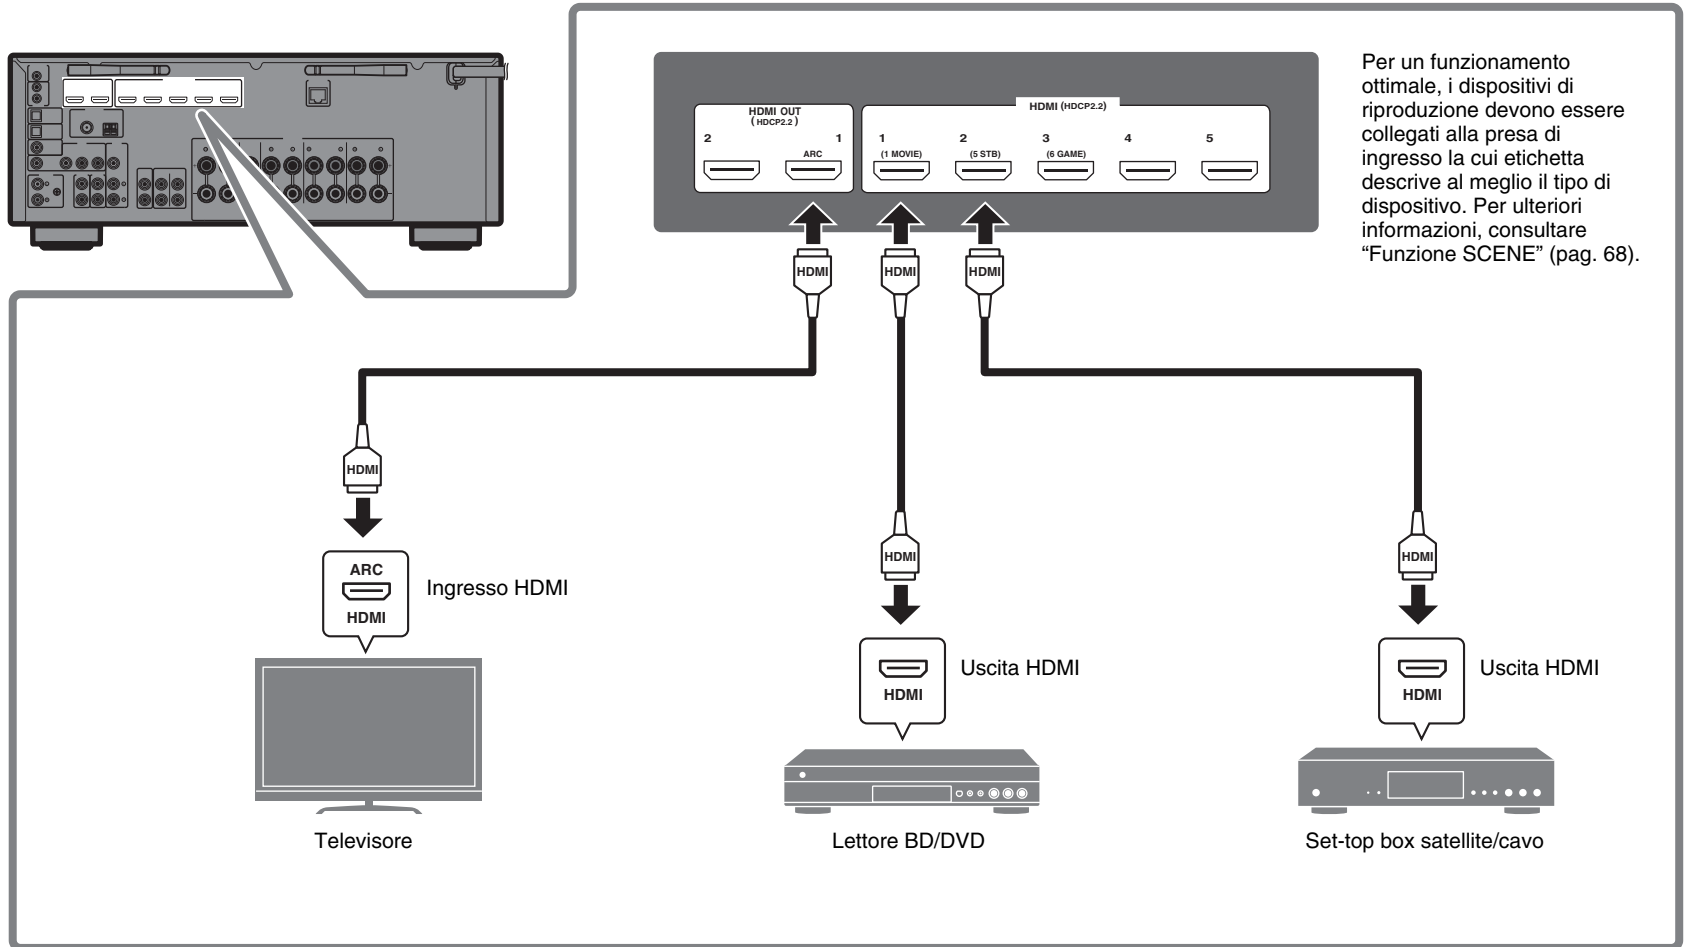 Per un funzionamento
ottimale, i dispositivi di
riproduzione devono essere
collegati alla presa di
ingresso la cui etichetta
descrive al meglio il tipo di
dispositivo. Per ulteriori
informazioni, consultare
“Funzione SCENE” (pag. 68).
HDMI OUT
(HDCP2.2)
HDMI (HDCP2.2)
2 1 1 2 3 4 5
ARC (1 MOVIE) (5 STB) (6 GAME)
HDMI HDMI HDMI
HDMI
HDMI HDMI
ARC
HDMI
Ingresso HDMI
HDMI
Uscita HDMI
HDMI
Uscita HDMI
Televisore
Lettore BD/DVD
Set-top box satellite/cavo